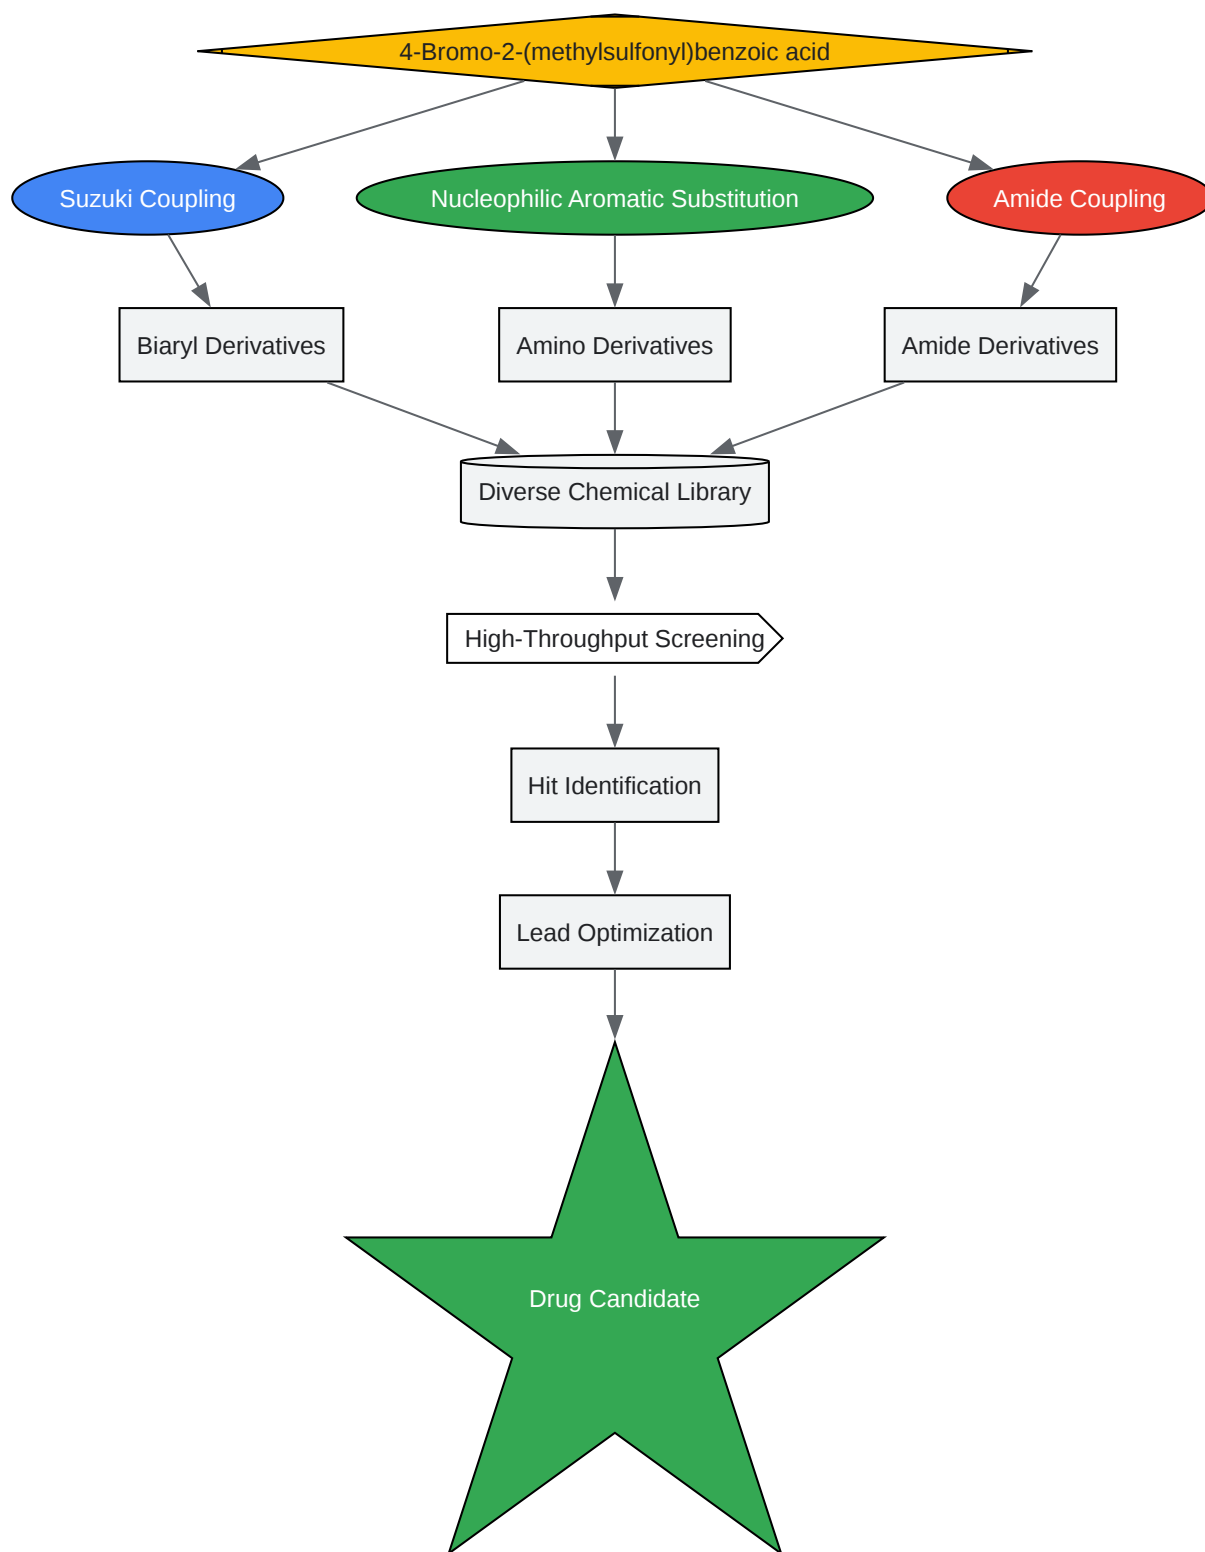 4-Bromo-2-(methylsulfonyl)benzoic acid
Suzuki Coupling
Nucleophilic Aromatic Substitution
Amide Coupling
Biaryl Derivatives
Amino Derivatives
Amide Derivatives
Diverse Chemical Library
High-Throughput Screening
Hit Identification
Lead Optimization
Drug Candidate